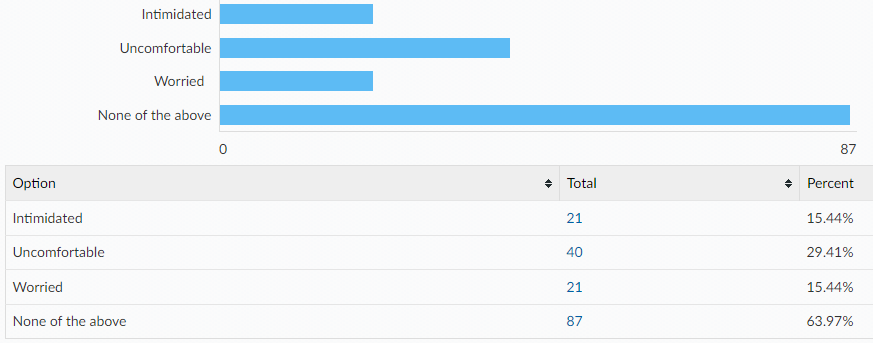 Intimidated
Uncomfortable
Worried
None of the above
0 87
Option Total Percent
Intimidated 21 15.44%
Uncomfortable 40 29.41%
Worried 21 15.44%
None of the above 87 63.97%